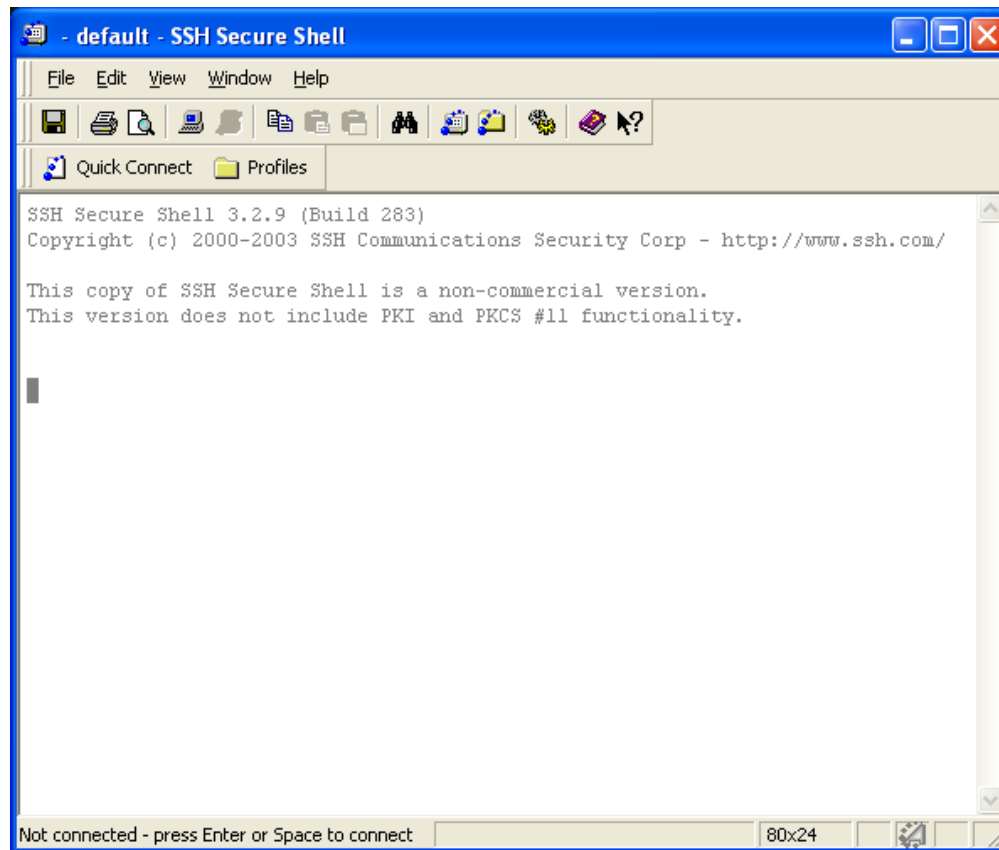 - default - SSH Secure Shell
File Edit View Window Help
Quick Connect Profiles
SSH Secure Shell 3.2.9 (Build 283)
Copyright (c) 2000-2003 SSH Communications Security Corp - http://www.ssh.com/
This copy of SSH Secure Shell is a non-commercial version.
This version does not include PKI and PKCS #11 functionality.
Not connected - press Enter or Space to connect 80x24